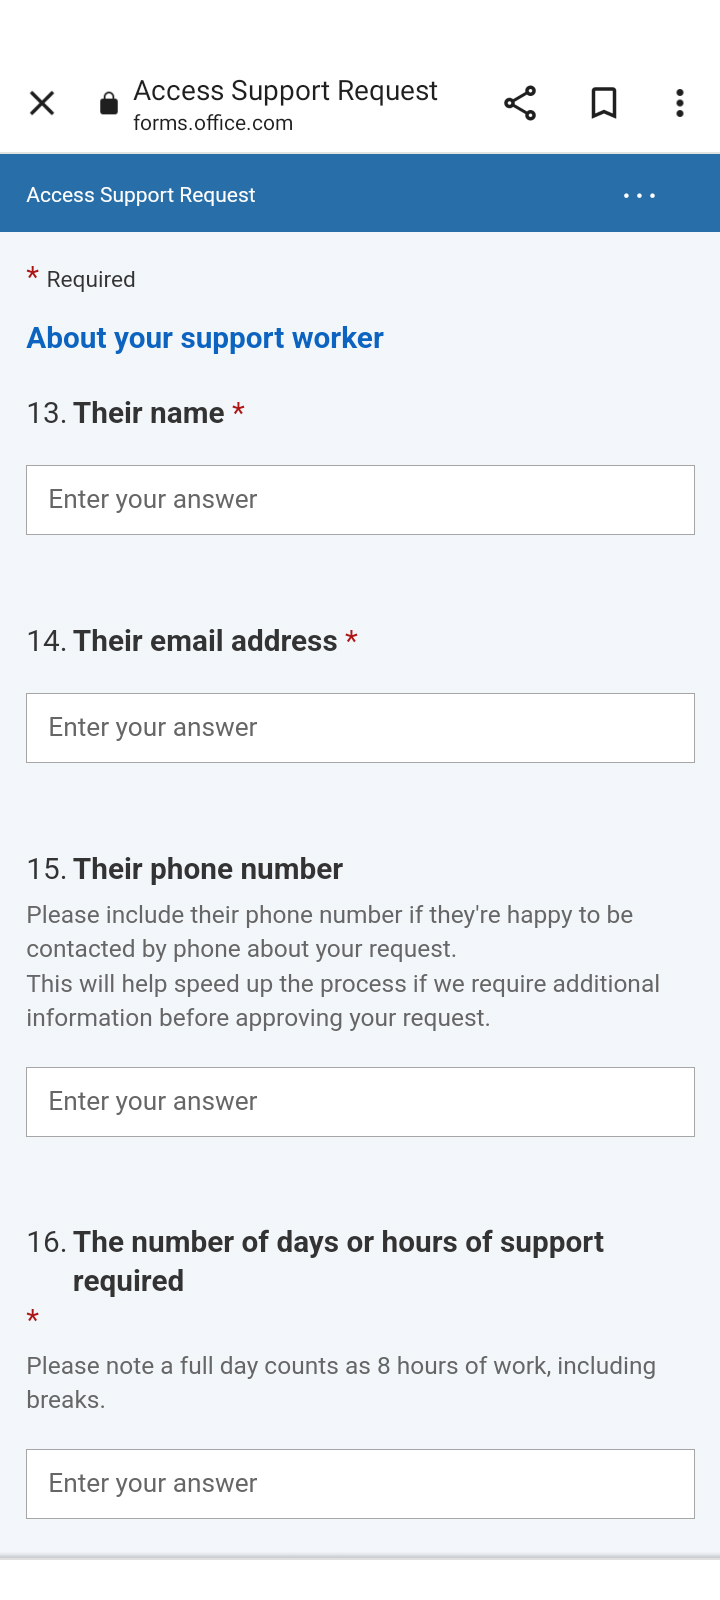 Access Support Request
forms.office.com
Access Support Request
* Required
About your support worker
13. Their name *
Enter your answer
14. Their email address *
Enter your answer
15. Their phone number
Please include their phone number if they're happy to be
contacted by phone about your request.
This will help speed up the process if we require additional
information before approving your request.
Enter your answer
16. The number of days or hours of support
required
*
Please note a full day counts as 8 hours of work, including
breaks.
Enter your answer